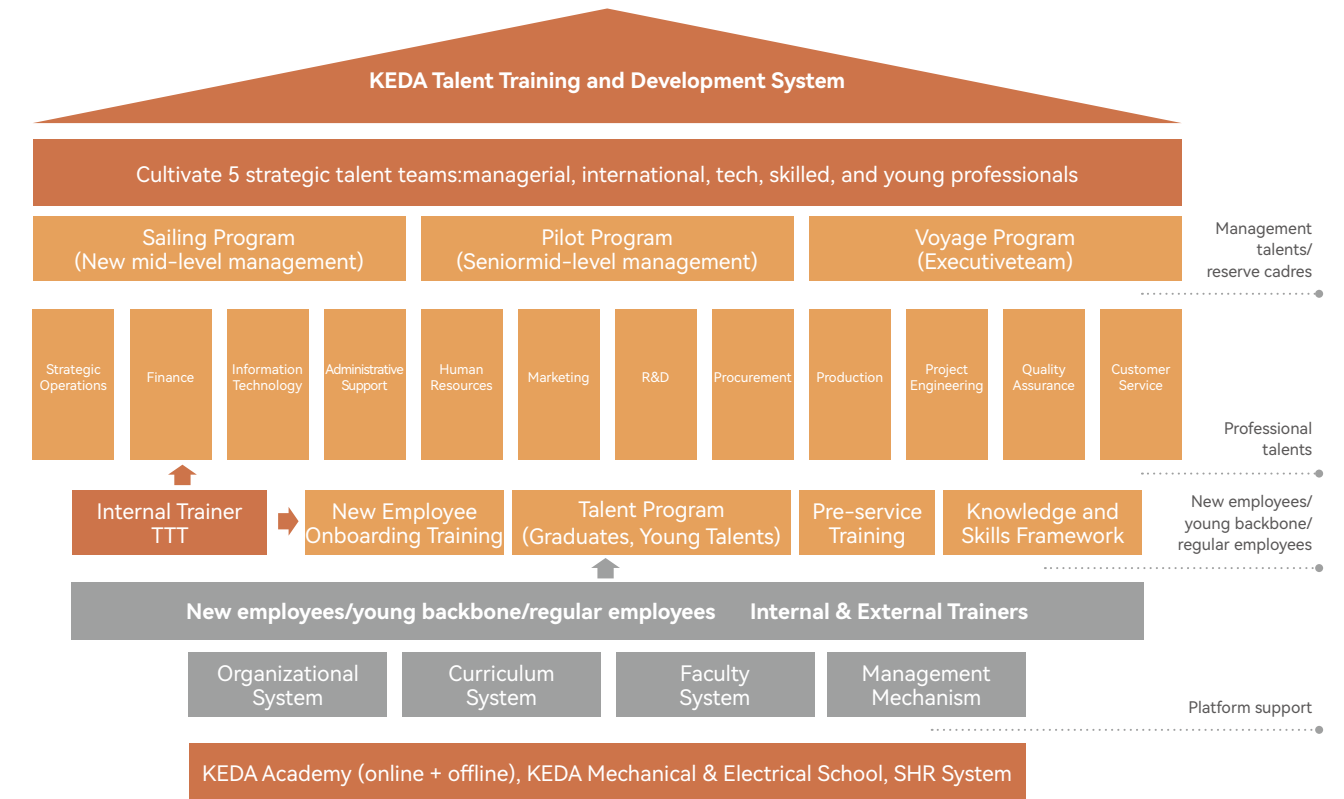 KEDA Talent Training and Development System
Cultivate 5 strategic talent teams:managerial, international, tech, skilled, and young professionals
Sailing Program
(New mid-level management)
Pilot Program
(Seniormid-level management)
Voyage Program
(Executiveteam)
Management
talents/
reserve cadres
Strategic
Operations
Finance
Information
Technology
Administrative
Support
Human
Resources
Marketing
R&D
Procurement
Production
Project
Engineering
Quality
Assurance
Customer
Service
Professional
talents
Internal Trainer
TTT
New Employee
Onboarding Training
Talent Program
(Graduates, Young Talents)
Pre-service
Training
Knowledge and
Skills Framework
New employees/
young backbone/
regular employees
New employees/young backbone/regular employees Internal & External Trainers
Organizational
System
Curriculum
System
Faculty
System
Management
Mechanism
Platform support
KEDA Academy (online + offline), KEDA Mechanical & Electrical School, SHR System